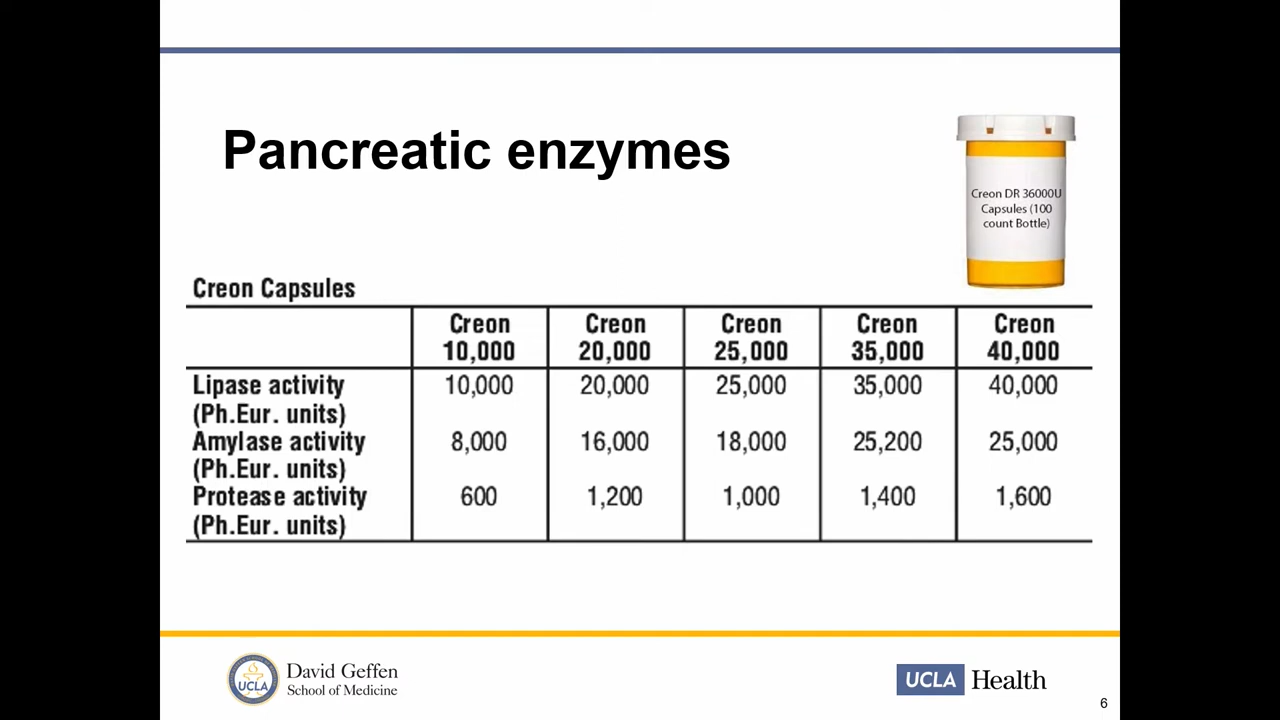 Pancreatic enzymes
Creon DR 36000U
Capsules (100
count Bottle)
Creon Capsules
Creon 10,000 Creon 20,000 Creon 25,000 Creon 35,000 Creon 40,000
Lipase activity (Ph.Eur. units) 10,000 20,000 25,000 35,000 40,000
Amylase activity (Ph.Eur. units) 8,000 16,000 18,000 25,200 25,000
Protease activity (Ph.Eur. units) 600 1,200 1,000 1,400 1,600
UCLA
David Geffen
School of Medicine
UCLA Health
6